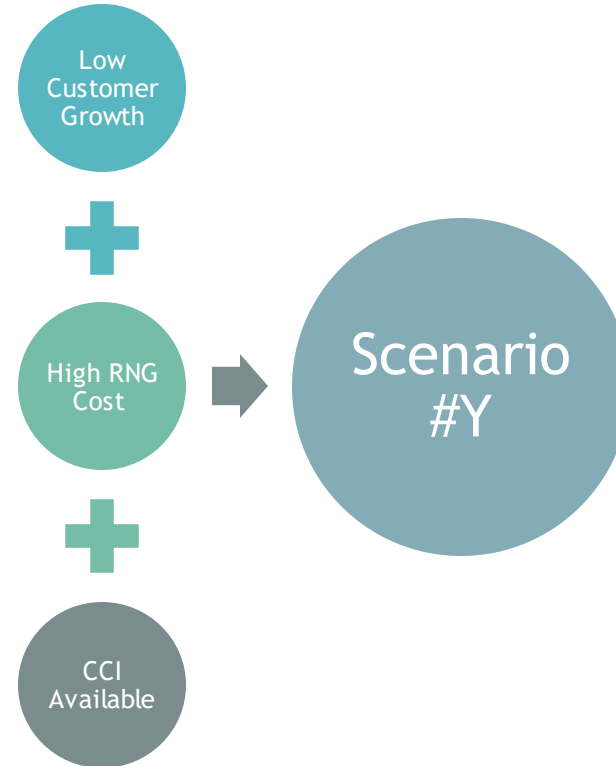 Low
Customer
Growth
High RNG
Cost
Scenario
#Y
CCI
Available